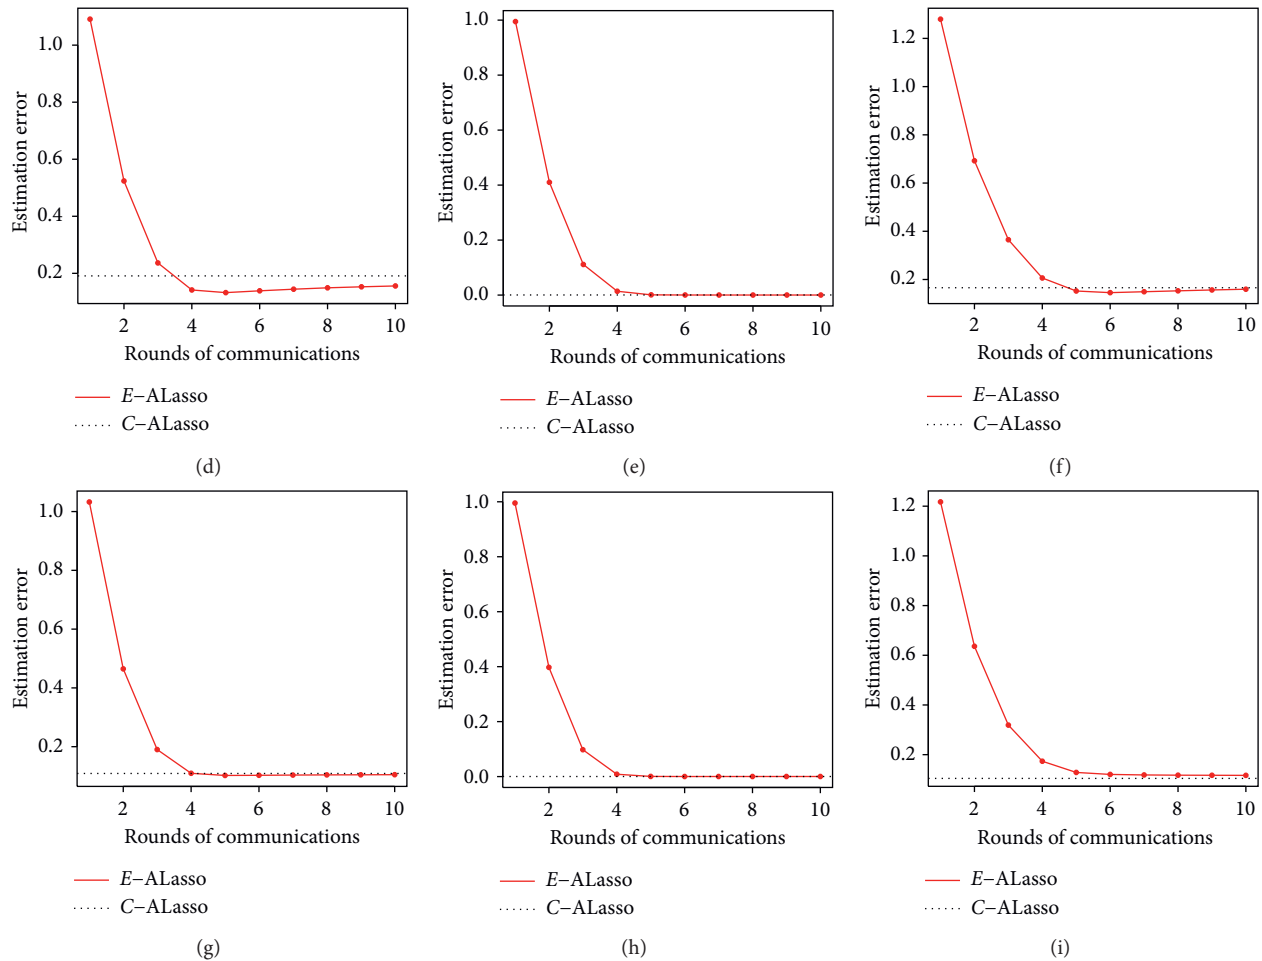 Estimation error
1.0
0.8
0.6
0.4
0.2
2 4 6 8 10
Rounds of communications
E−ALasso
C−ALasso
(d)
Estimation error
1.0
0.8
0.6
0.4
0.2
0.0
2 4 6 8 10
Rounds of communications
E−ALasso
C−ALasso
(e)
Estimation error
1.2
1.0
0.8
0.6
0.4
0.2
2 4 6 8 10
Rounds of communications
E−ALasso
C−ALasso
(f)
Estimation error
1.0
0.8
0.6
0.4
0.2
2 4 6 8 10
Rounds of communications
E−ALasso
C−ALasso
(g)
Estimation error
1.0
0.8
0.6
0.4
0.2
0.0
2 4 6 8 10
Rounds of communications
E−ALasso
C−ALasso
(h)
Estimation error
1.2
1.0
0.8
0.6
0.4
0.2
2 4 6 8 10
Rounds of communications
E−ALasso
C−ALasso
(i)